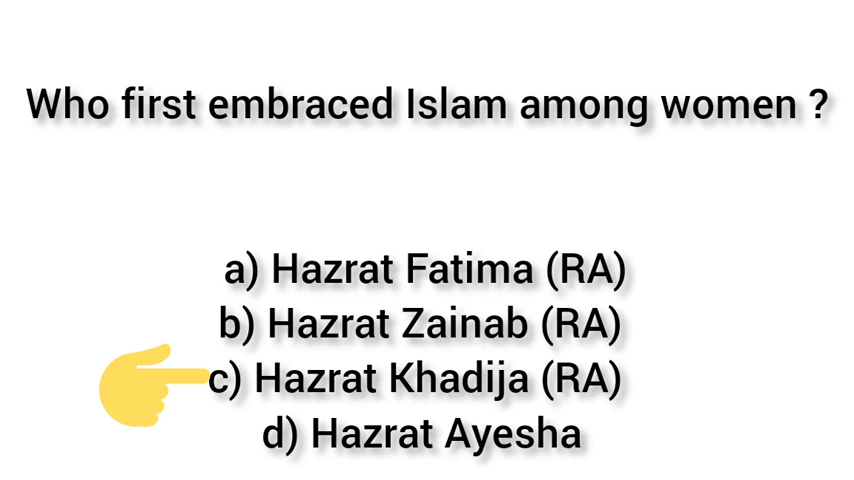 Who first embraced Islam among women ?
a) Hazrat Fatima (RA)
b) Hazrat Zainab (RA)
c) Hazrat Khadija (RA)
d) Hazrat Ayesha